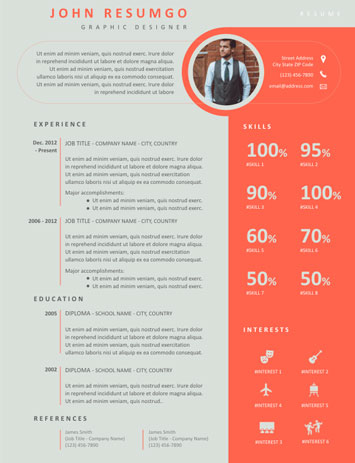 JOHN RESUMGO
GRAPHIC DESIGNER
RESUME
Ut enim ad minim veniam, quis nostrud exerc. Irure dolor
in reprehend incididunt ut labore et dolore magna aliqua.
Ut enim ad minim veniam, quis nostrud
exercitation ullamco laboris nisi ut aliquip ex ea
commodo consequat. Ut enim ad minim veniam,
quis nostrud exerc. Irure dolor
in reprehend incididunt ut labore
Street Address
City State ZIP Code
(123) 456-7890
email@address.com
EXPERIENCE
Dec. 2012
- Present
JOB TITLE - COMPANY NAME - CITY, COUNTRY
Ut enim ad minim veniam, quis nostrud exerc. Irure dolor
in reprehend incididunt ut labore et dolore magna aliqua.
Ut enim ad minim veniam, quis nostrud exercitation
ullamco laboris nisi ut aliquip ex ea commodo consequat.
Major accomplishments:
● Ut enim ad minim veniam, quis nostrud exerc.
● Ut enim ad minim veniam, quis nostrud exerc.
2006 - 2012
JOB TITLE - COMPANY NAME - CITY, COUNTRY
Ut enim ad minim veniam, quis nostrud exerc. Irure dolor
in reprehend incididunt ut labore et dolore magna aliqua.
Ut enim ad minim veniam, quis nostrud exercitation
ullamco laboris nisi ut aliquip ex ea commodo consequat.
Major accomplishments:
● Ut enim ad minim veniam, quis nostrud exerc.
● Ut enim ad minim veniam, quis nostrud exerc.
EDUCATION
2005
DIPLOMA - SCHOOL NAME - CITY, COUNTRY
Ut enim ad minim veniam, quis nostrud exerc. Irure dolor
in reprehend incididunt ut labore et dolore magna aliqua.
Ut enim ad minim veniam, quis nostrud exercitation
ullamco laboris nisi ut aliquip ex ea commodo consequat.
2002
DIPLOMA - SCHOOL NAME - CITY, COUNTRY
Ut enim ad minim veniam, quis nostrud exerc. Irure dolor
in reprehend incididunt ut labore et dolore magna aliqua.
Ut enim ad minim veniam, quis nostrud..
REFERENCES
James Smith
(Job Title - Company Name)
(123) 456 7890
James Smith
(Job Title - Company Name)
(123) 456 7890
SKILLS
100% 95%
#SKILL 1 #SKILL 2
90% 100%
#SKILL 3 #SKILL 4
60% 70%
#SKILL 5 #SKILL 6
50% 50%
#SKILL 7 #SKILL 8
INTERESTS
#INTEREST 1 #INTEREST 2
#INTEREST 4 #INTEREST 5
#INTEREST 3 #INTEREST 6